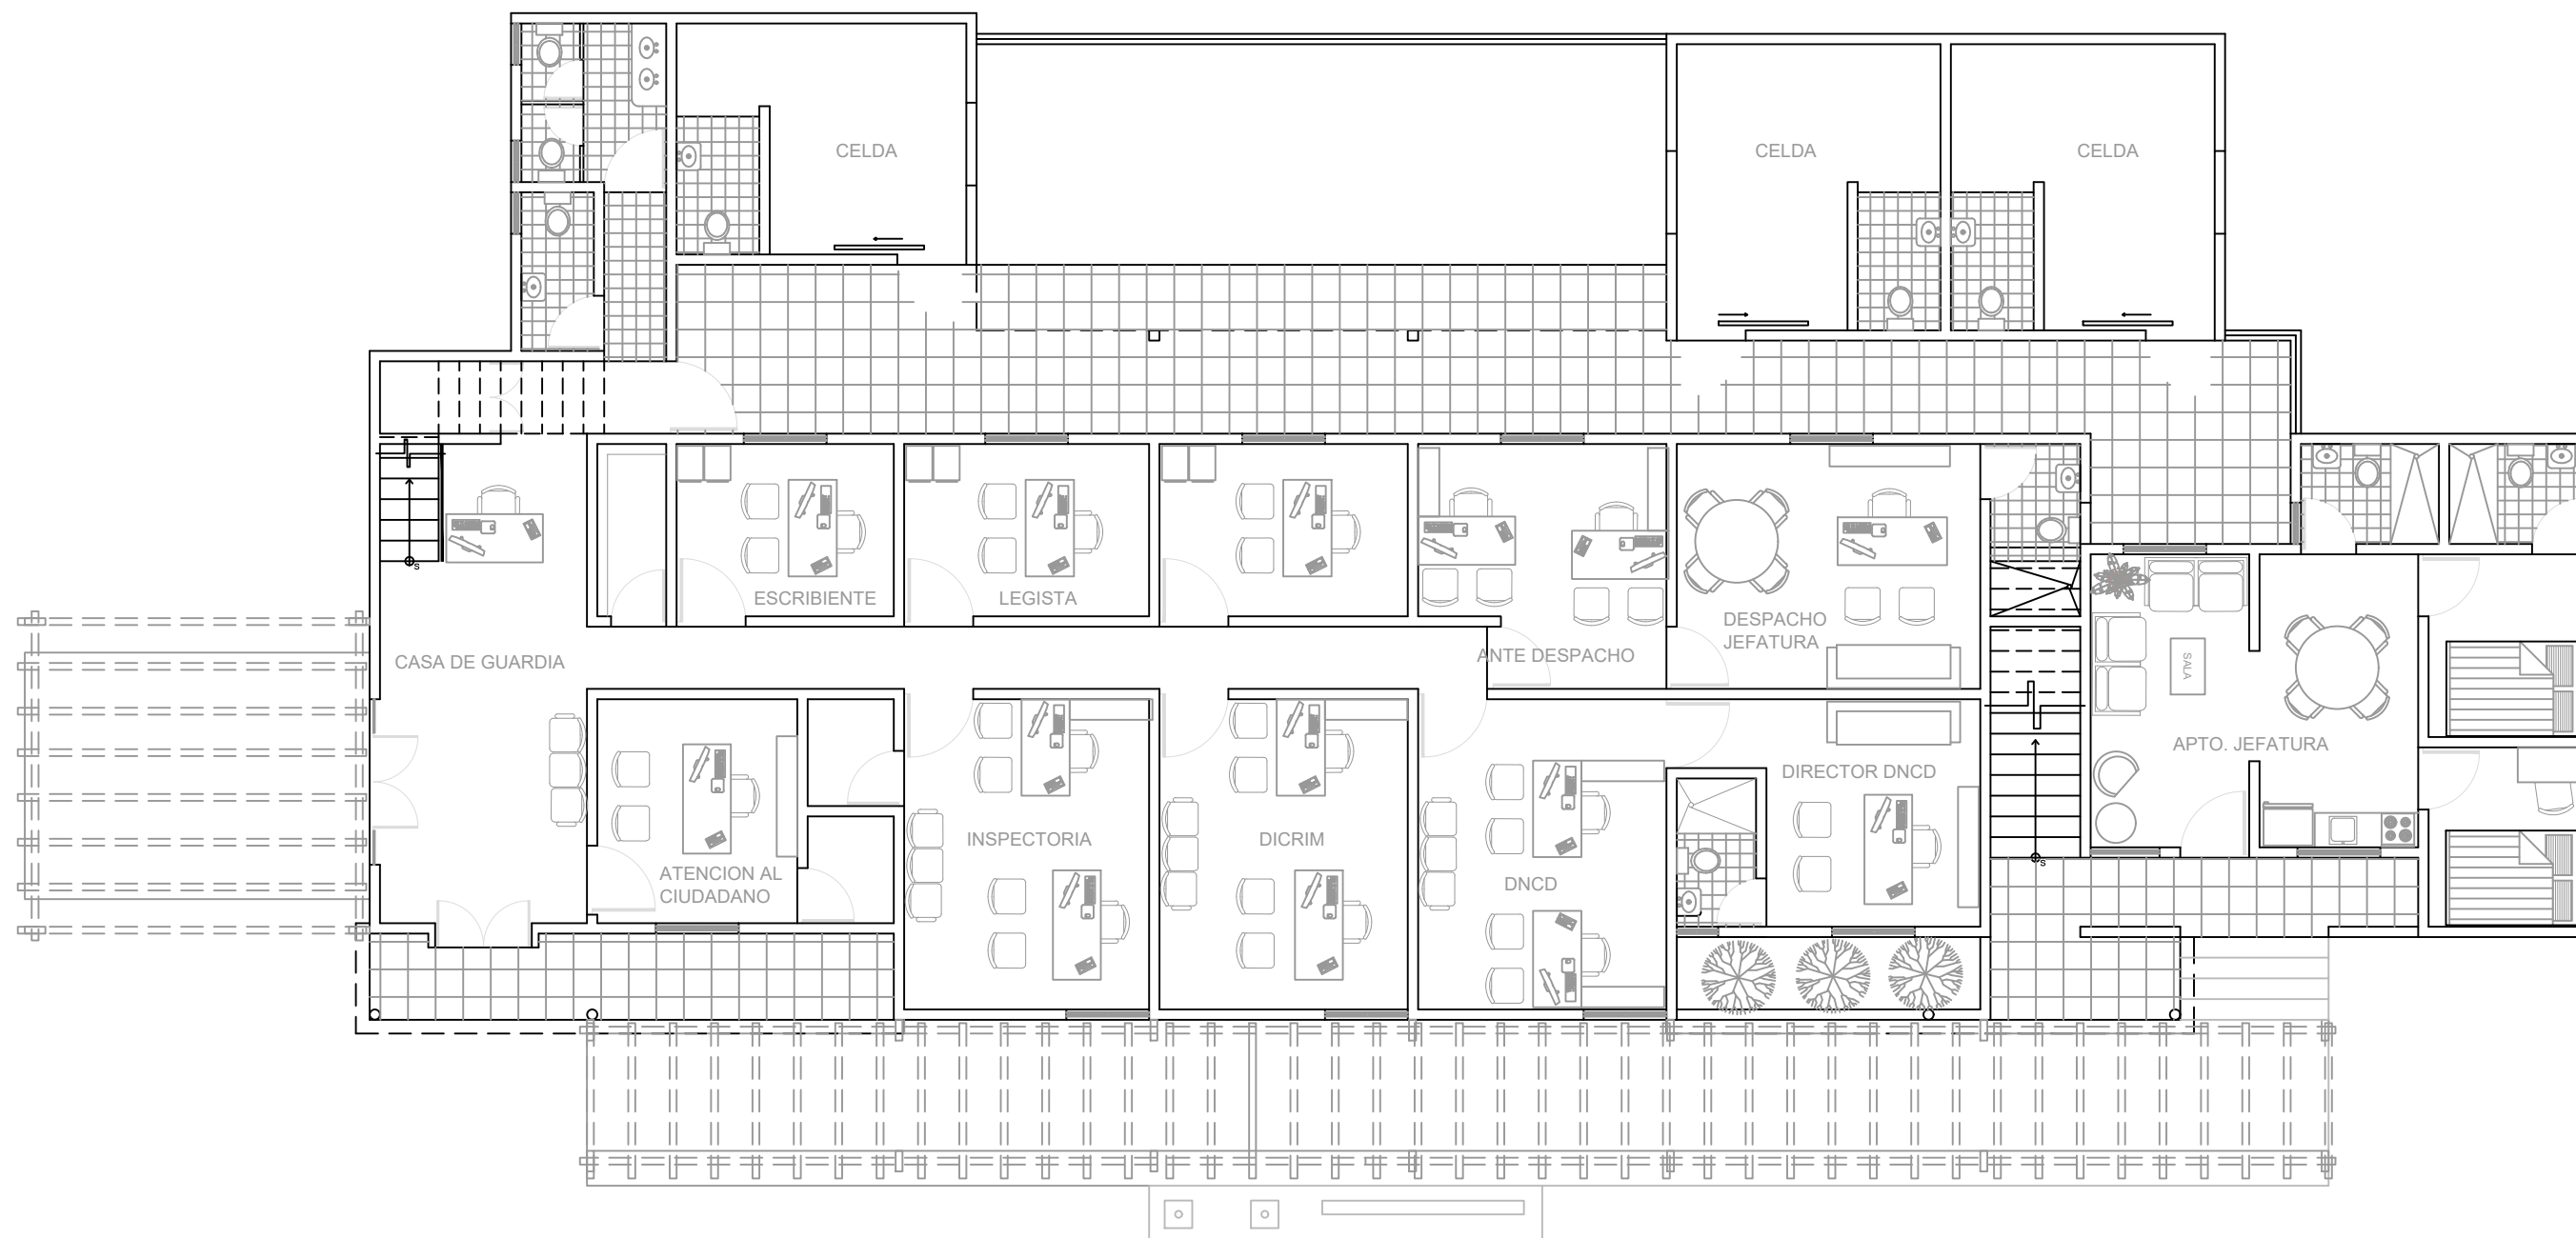 CELDA
CELDA
CELDA
S
ESCRIBIENTE
LEGISTA
DESPACHO
JEFATURA
CASA DE GUARDIA
ANTE DESPACHO
SALA
APTO. JEFATURA
DIRECTOR DNCD
INSPECTORIA
DICRIM
S
ATENCION AL
CIUDADANO
DNCD